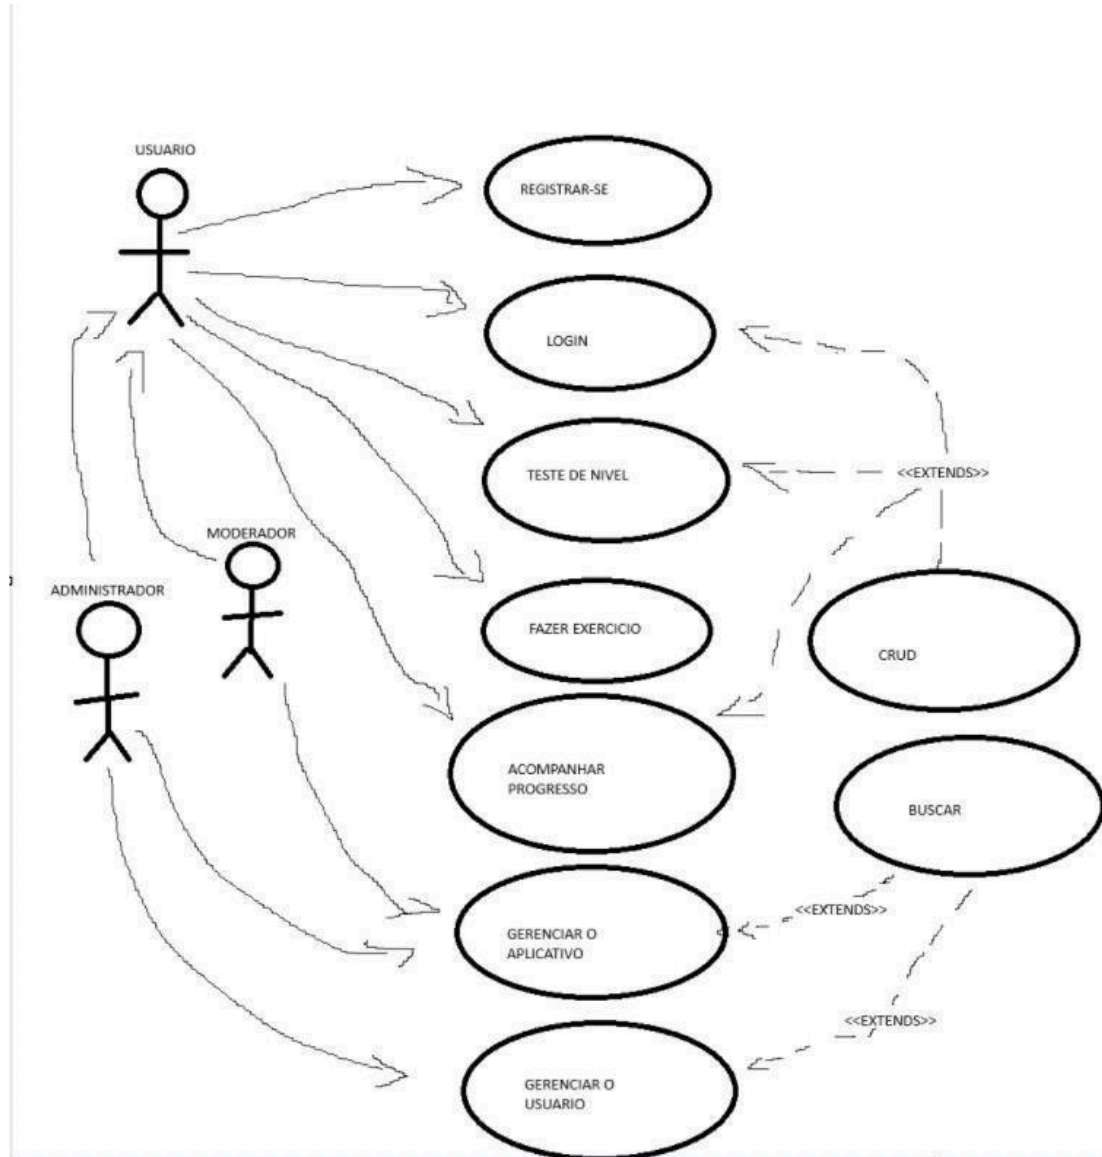 USUARIO
REGISTRAR-SE
LOGIN
TESTE DE NIVEL
<<EXTENDS>>
MODERADOR
ADMINISTRADOR
FAZER EXERCICIO
CRUD
ACOMPANHAR
PROGRESSO
BUSCAR
<<EXTENDS>>
GERENCIAR O
APLICATIVO
<<EXTENDS>>
GERENCIAR O
USUARIO